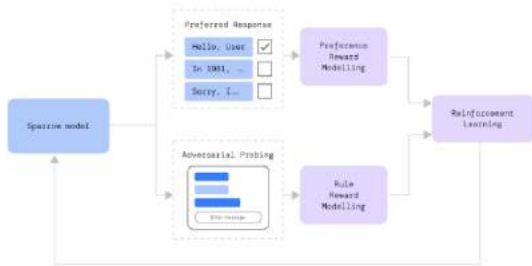 Preferred Response
Hello, User
In 1981, ...
Sorry, I...
Preference
Reward
Modelling
Sparrow model
Reinforcement
Learning
Adversarial Probing
Rule
Reward
Modelling